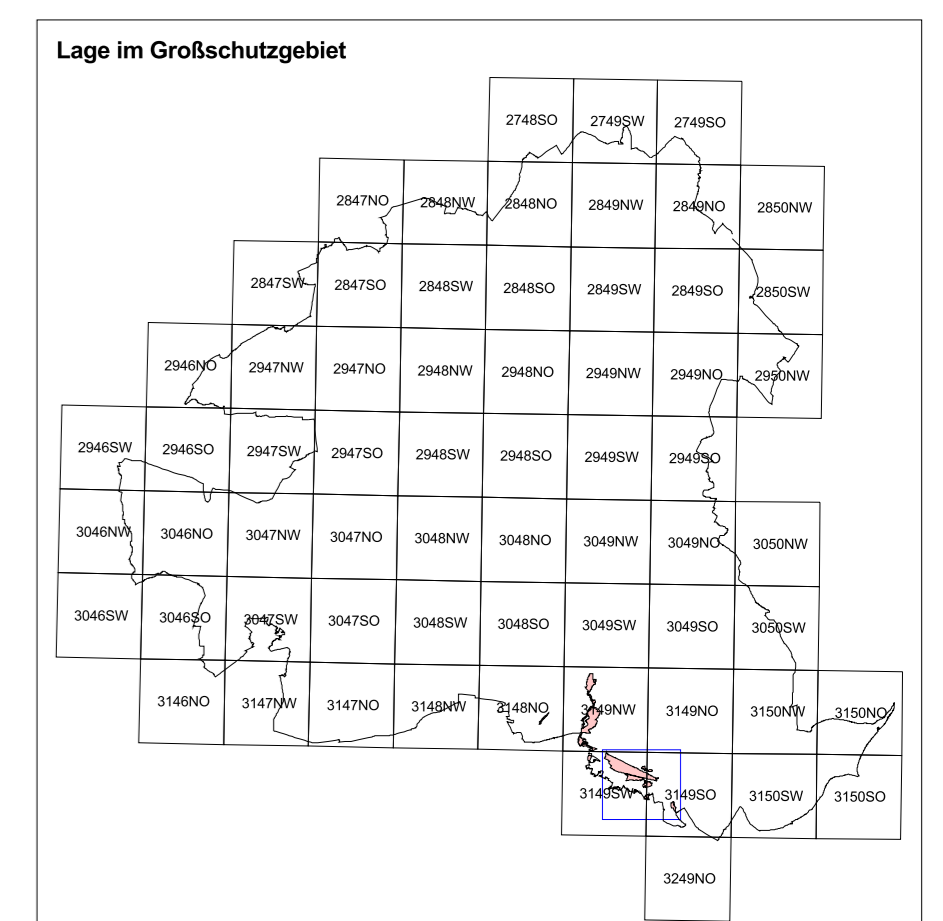 Lage im Großschutzgebiet
2748SO 2749SW 2749SO
2847NO 2848NW 2848NO 2849NW 2849NO 2850NW
2847SW 2847SO 2848SW 2848SO 2849SW 2849SO 2850SW
2946NO 2947NW 2947NO 2948NW 2948NO 2949NW 2949NO 2950NW
2946SW 2946SO 2947SW 2947SO 2948SW 2948SO 2949SW 2949SO
3046NW 3046NO 3047NW 3047NO 3048NW 3048NO 3049NW 3049NO 3050NW
3046SW 3046SO 3047SW 3047SO 3048SW 3048SO 3049SW 3049SO 3050SW
3146NO 3147NW 3147NO 3148NW 3148NO 3149NW 3149NO 3150NW 3150NO
3149SW 3149SO 3150SW 3150SO
3249NO